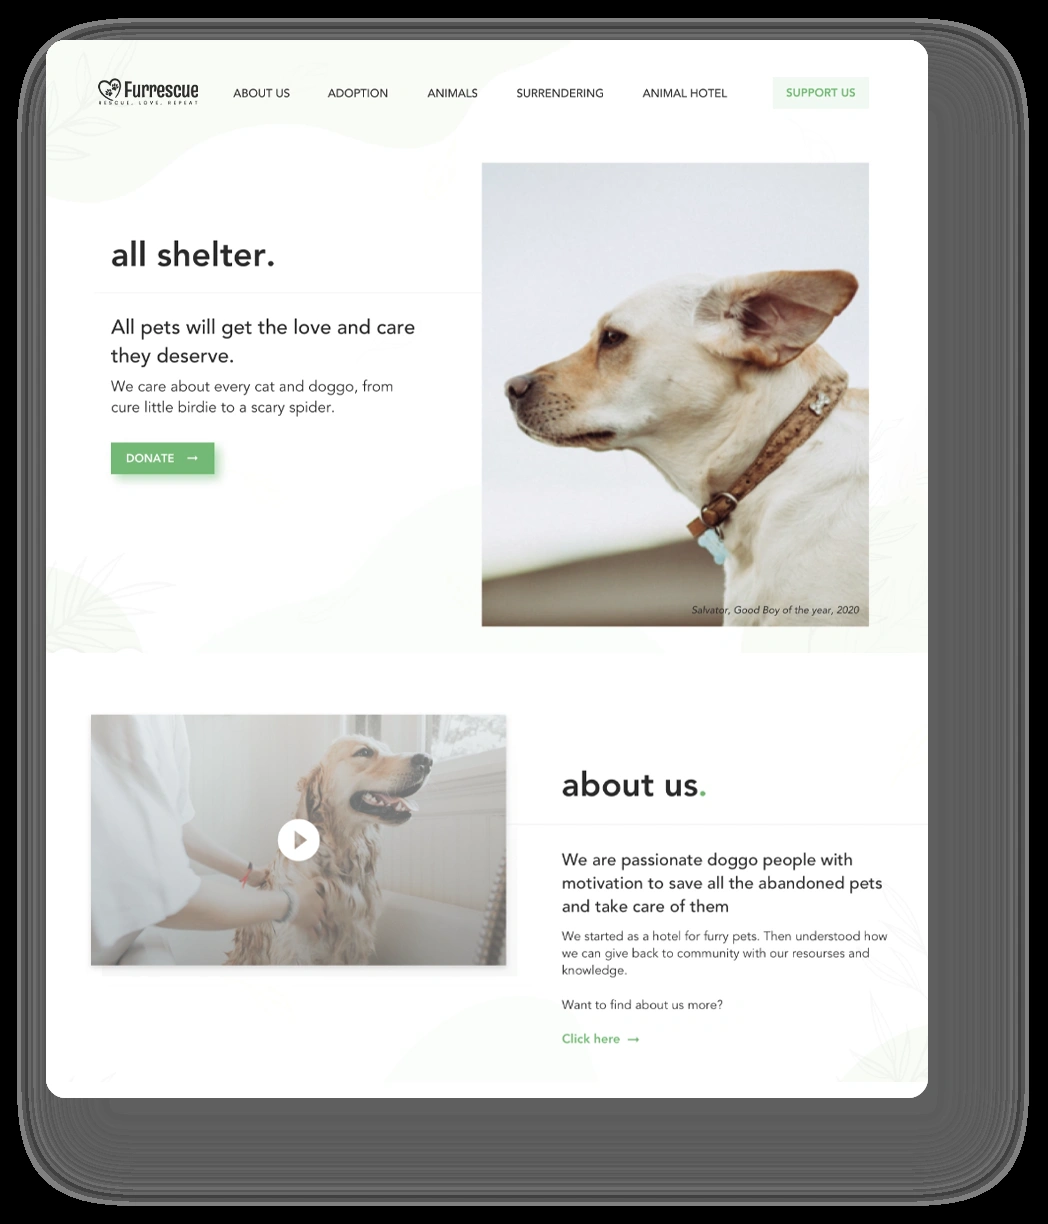 Furrescue
RESCUE. LOVE. REPEAT
ABOUT US
ADOPTION
ANIMALS
SURRENDERING
ANIMAL HOTEL
SUPPORT US
all shelter.
All pets will get the love and care
they deserve.
We care about every cat and doggo, from
cure little birdie to a scary spider.
DONATE →
Salvator, Good Boy of the year, 2020
about us.
We are passionate doggo people with
motivation to save all the abandoned pets
and take care of them
We started as a hotel for furry pets. Then understood how
we can give back to community with our resourses and
knowledge.
Want to find about us more?
Click here →